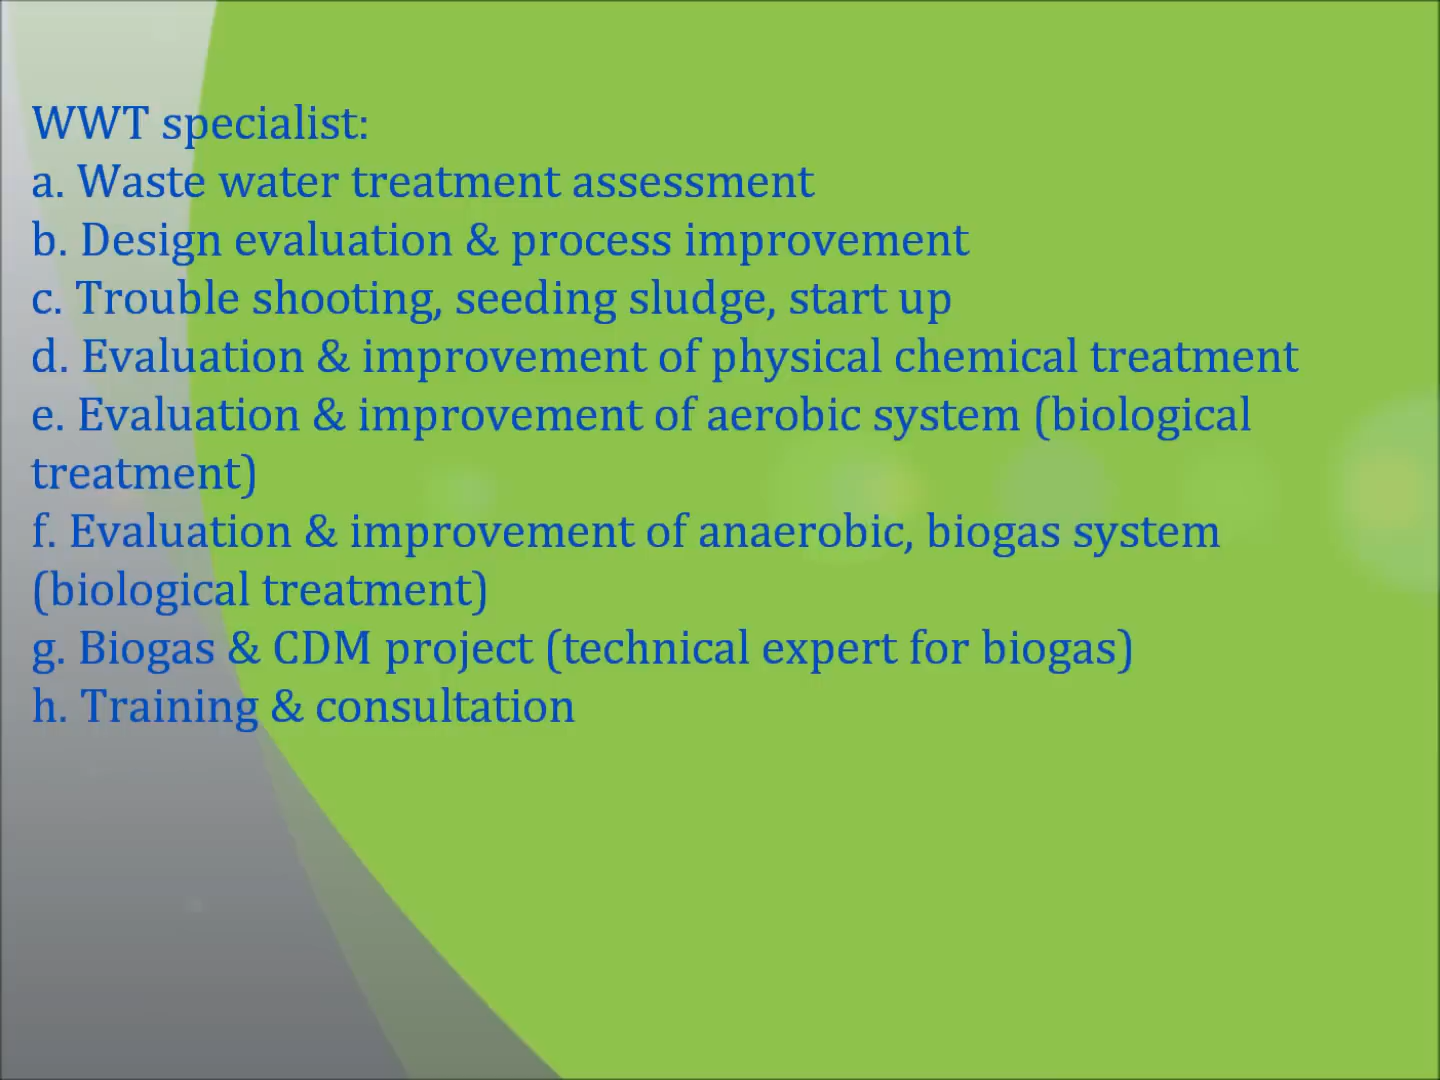 WWT specialist:
a. Waste water treatment assessment
b. Design evaluation & process improvement
c. Trouble shooting, seeding sludge, start up
d. Evaluation & improvement of physical chemical treatment
e. Evaluation & improvement of aerobic system (biological
treatment)
f. Evaluation & improvement of anaerobic, biogas system
(biological treatment)
g. Biogas & CDM project (technical expert for biogas)
h. Training & consultation